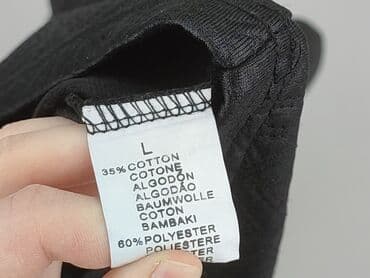 L
35% COTTON
COTONE
ALGODÓN
ALGODÃO
BAUMWOLLE
COTON
BAMBAKI
60% POLYESTER
POLIESTERE